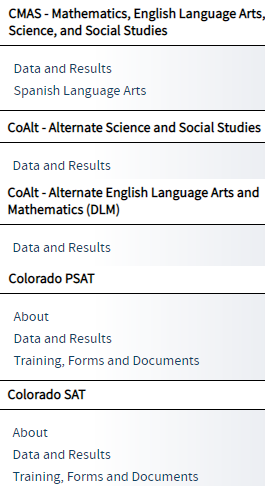 CMAS - Mathematics, English Language Arts,
Science, and Social Studies
Data and Results
Spanish Language Arts
CoAlt - Alternate Science and Social Studies
Data and Results
CoAlt - Alternate English Language Arts and
Mathematics (DLM)
Data and Results
Colorado PSAT
About
Data and Results
Training, Forms and Documents
Colorado SAT
About
Data and Results
Training, Forms and Documents